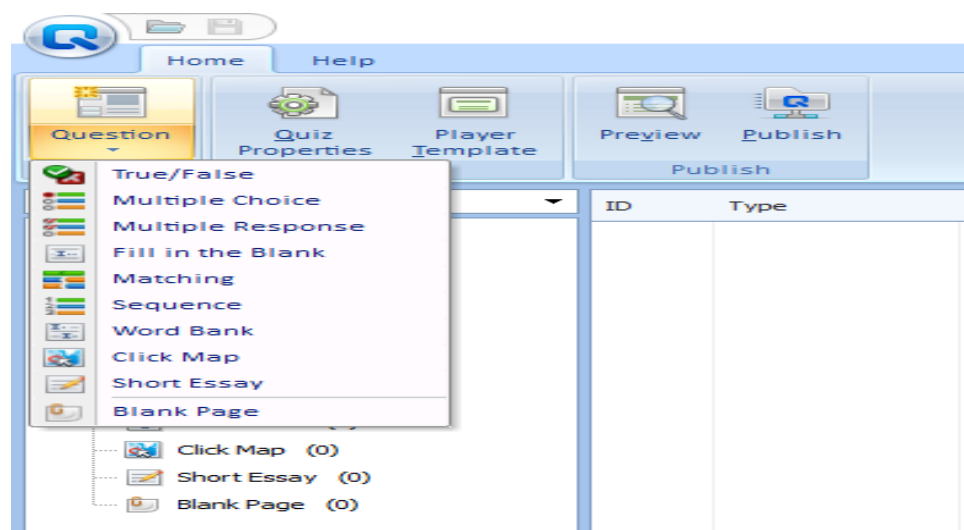 Home Help
Question
Quiz Properties
Player Template
Preview
Publish
Publish
True/False
Multiple Choice
Multiple Response
Fill in the Blank
Matching
Sequence
Word Bank
Click Map
Short Essay
Blank Page
ID Type
Click Map (0)
Short Essay (0)
Blank Page (0)